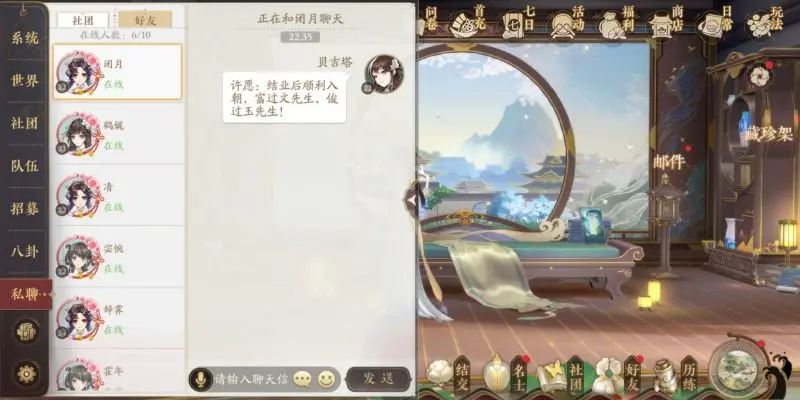 系统
世界
社团
队伍
招募
八卦
私聊
社团
好友
在线人数：6/10
闭月
在线
鹤娓
在线
清
在线
宓惋
在线
在线
霍年
在线
正在和闭月聊天
22:35
贝吉塔
许愿：结业后顺利入
朝，富过文先生，俊
过玉先生！
请输入聊天信
发送
问卷
首充
七日
活动
福利
商店
日常
玩法
藏珍架
邮件
结交
名士
社团
好友
历练